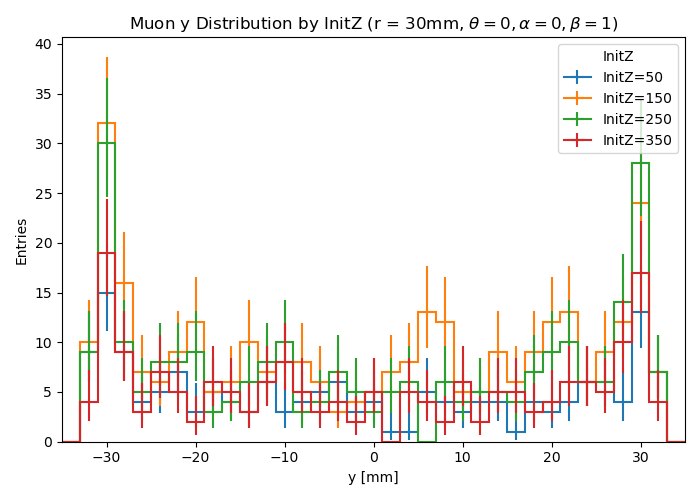 Muon y Distribution by InitZ (r = 30mm, θ = 0, α = 0, β = 1)
40
35
30
25
20
15
10
5
0
Entries
InitZ
InitZ=50
InitZ=150
InitZ=250
InitZ=350
−30
−20
−10
0
10
20
30
y [mm]